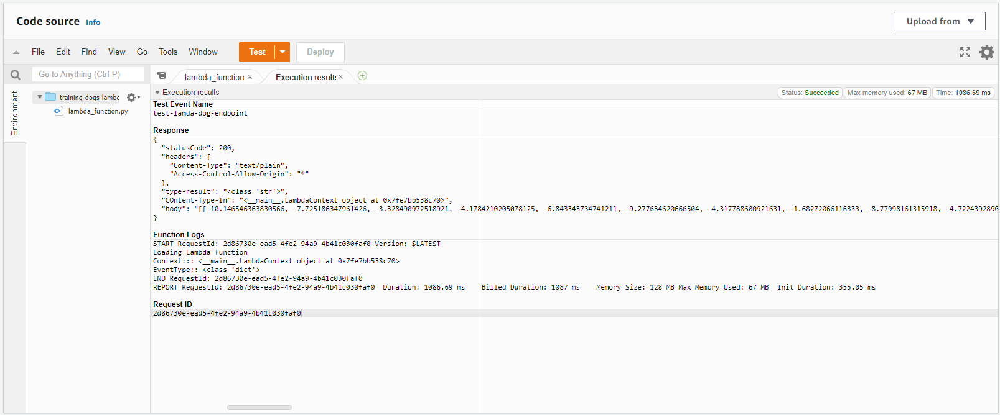 Code source Info
Upload from
File Edit Find View Go Tools Window Test Deploy
Go to Anything (Ctrl-P)
lambda_function
Execution results
Environment
training-dogs-lambd
lambda_function.py
Execution results
Status: Succeeded Max memory used: 67 MB Time: 1086.69 ms
Test Event Name
test-lamda-dog-endpoint
Response
{
"statusCode": 200,
"headers": {
"Content-Type": "text/plain",
"Access-Control-Allow-Origin": "*"
},
"type-result": "<class 'str'>",
"COntent-Type-In": "<__main__.LambdaContext object at 0x7fe7bb538c70>",
"body": "[[-10.146546363830566, -7.725186347961426, -3.328490972518921, -4.1784210205078125, -6.843343734741211, -9.277634620666504, -4.317788600921631, -1.68272066116333, -8.77998161315918, -4.7224392890
}
Function Logs
START RequestId: 2d86730e-ead5-4fe2-94a9-4b41c030faf0 Version: $LATEST
Loading Lambda function
Context::: <__main__.LambdaContext object at 0x7fe7bb538c70>
EventType:: <class 'dict'>
END RequestId: 2d86730e-ead5-4fe2-94a9-4b41c030faf0
REPORT RequestId: 2d86730e-ead5-4fe2-94a9-4b41c030faf0 Duration: 1086.69 ms Billed Duration: 1087 ms Memory Size: 128 MB Max Memory Used: 67 MB Init Duration: 355.05 ms
Request ID
2d86730e-ead5-4fe2-94a9-4b41c030faf0